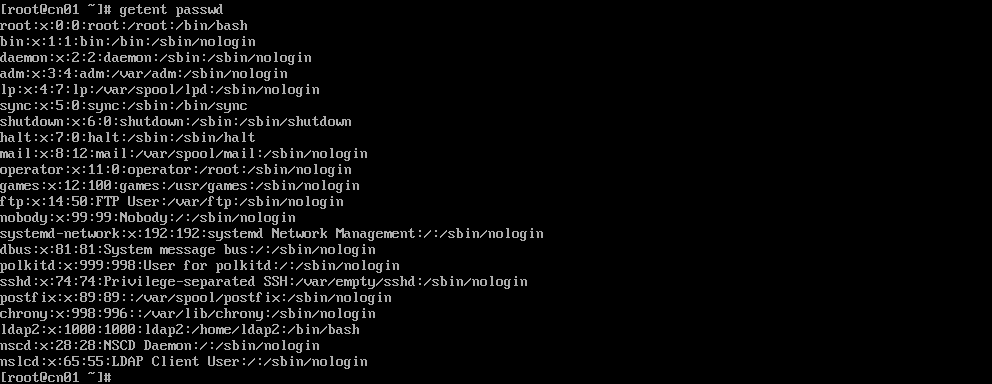 [root@cn01 ~]# getent passwd
root:x:0:0:root:/root:/bin/bash
bin:x:1:1:bin:/bin:/sbin/nologin
daemon:x:2:2:daemon:/sbin:/sbin/nologin
adm:x:3:4:adm:/var/adm:/sbin/nologin
lp:x:4:7:lp:/var/spool/lpd:/sbin/nologin
sync:x:5:0:sync:/sbin:/bin/sync
shutdown:x:6:0:shutdown:/sbin:/sbin/shutdown
halt:x:7:0:halt:/sbin:/sbin/halt
mail:x:8:12:mail:/var/spool/mail:/sbin/nologin
operator:x:11:0:operator:/root:/sbin/nologin
games:x:12:100:games:/usr/games:/sbin/nologin
ftp:x:14:50:FTP User:/var/ftp:/sbin/nologin
nobody:x:99:99:Nobody:/:/sbin/nologin
systemd-network:x:192:192:systemd Network Management:/:/sbin/nologin
dbus:x:81:81:System message bus:/:/sbin/nologin
polkitd:x:999:998:User for polkitd:/:/sbin/nologin
sshd:x:74:74:Privilege-separated SSH:/var/empty/sshd:/sbin/nologin
postfix:x:89:89::/var/spool/postfix:/sbin/nologin
chrony:x:998:996::/var/lib/chrony:/sbin/nologin
ldap2:x:1000:1000:ldap2:/home/ldap2:/bin/bash
nscd:x:28:28:NSCD Daemon:/:/sbin/nologin
nslcd:x:65:55:LDAP Client User:/:/sbin/nologin
[root@cn01 ~]#